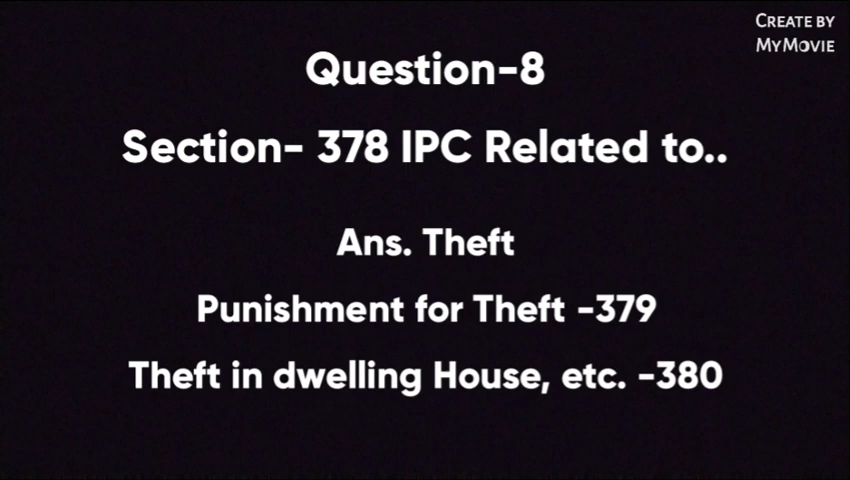 CREATE BY
MYMOVIE
Question-8
Section- 378 IPC Related to..
Ans. Theft
Punishment for Theft -379
Theft in dwelling House, etc. -380